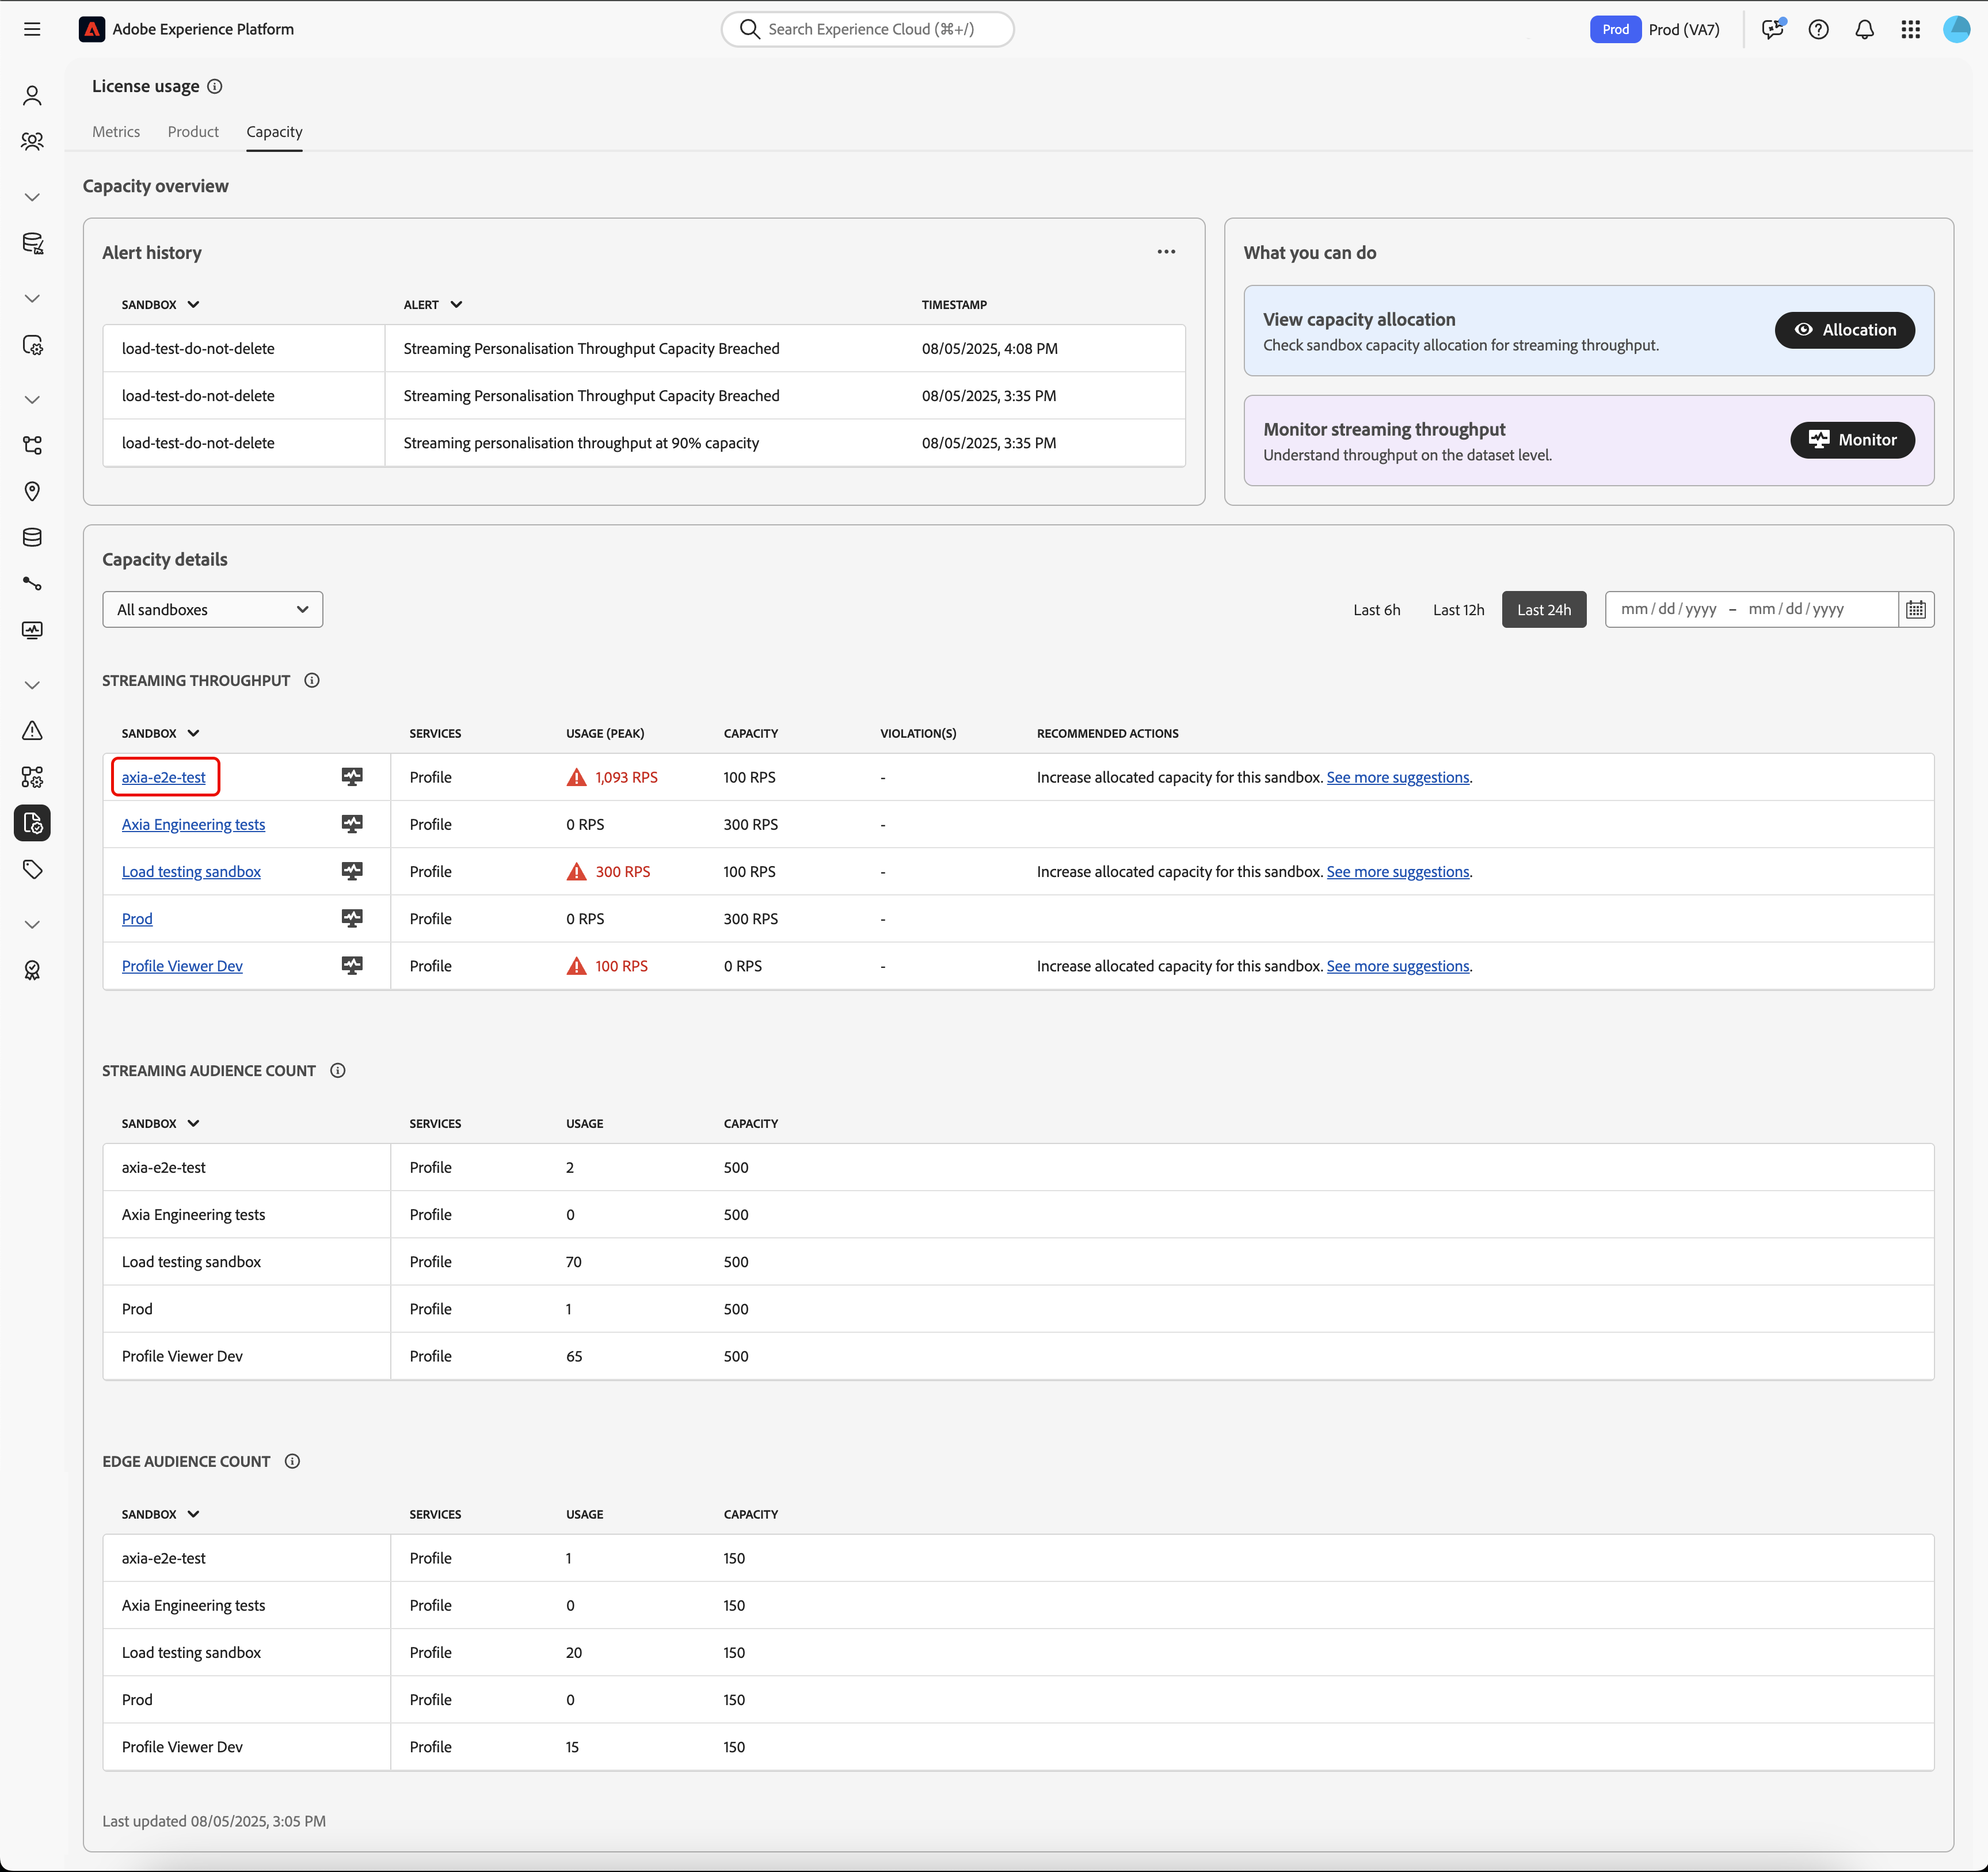 Adobe Experience Platform
Search Experience Cloud (⌘+/)
Prod Prod (VA7)
License usage
Metrics Product Capacity
Capacity overview
Alert history
SANDBOX ALERT TIMESTAMP
load-test-do-not-delete Streaming Personalisation Throughput Capacity Breached 08/05/2025, 4:08 PM
load-test-do-not-delete Streaming Personalisation Throughput Capacity Breached 08/05/2025, 3:35 PM
load-test-do-not-delete Streaming personalisation throughput at 90% capacity 08/05/2025, 3:35 PM
What you can do
View capacity allocation
Check sandbox capacity allocation for streaming throughput.
Allocation
Monitor streaming throughput
Understand throughput on the dataset level.
Monitor
Capacity details
All sandboxes Last 6h Last 12h Last 24h mm / dd / yyyy – mm / dd / yyyy
STREAMING THROUGHPUT
SANDBOX SERVICES USAGE (PEAK) CAPACITY VIOLATION(S) RECOMMENDED ACTIONS
axia-e2e-test Profile 1,093 RPS 100 RPS - Increase allocated capacity for this sandbox. See more suggestions.
Axia Engineering tests Profile 0 RPS 300 RPS -
Load testing sandbox Profile 300 RPS 100 RPS - Increase allocated capacity for this sandbox. See more suggestions.
Prod Profile 0 RPS 300 RPS -
Profile Viewer Dev Profile 100 RPS 0 RPS - Increase allocated capacity for this sandbox. See more suggestions.
STREAMING AUDIENCE COUNT
SANDBOX SERVICES USAGE CAPACITY
axia-e2e-test Profile 2 500
Axia Engineering tests Profile 0 500
Load testing sandbox Profile 70 500
Prod Profile 1 500
Profile Viewer Dev Profile 65 500
EDGE AUDIENCE COUNT
SANDBOX SERVICES USAGE CAPACITY
axia-e2e-test Profile 1 150
Axia Engineering tests Profile 0 150
Load testing sandbox Profile 20 150
Prod Profile 0 150
Profile Viewer Dev Profile 15 150
Last updated 08/05/2025, 3:05 PM